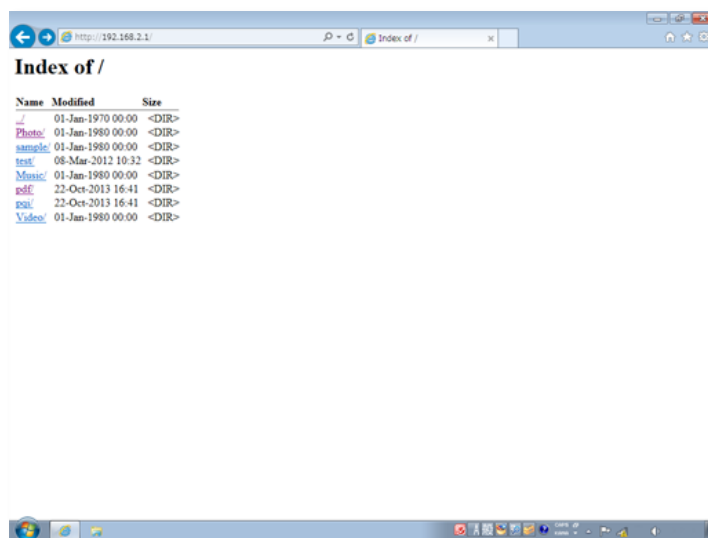 http://192.168.2.1/
Index of /
Index of /
Name Modified Size
../ 01-Jan-1970 00:00 <DIR>
Photo/ 01-Jan-1980 00:00 <DIR>
sample/ 01-Jan-1980 00:00 <DIR>
test/ 08-Mar-2012 10:32 <DIR>
Music/ 01-Jan-1980 00:00 <DIR>
pdf/ 22-Oct-2013 16:41 <DIR>
pqi/ 22-Oct-2013 16:41 <DIR>
Video/ 01-Jan-1980 00:00 <DIR>
A 般
CAPS
KANA